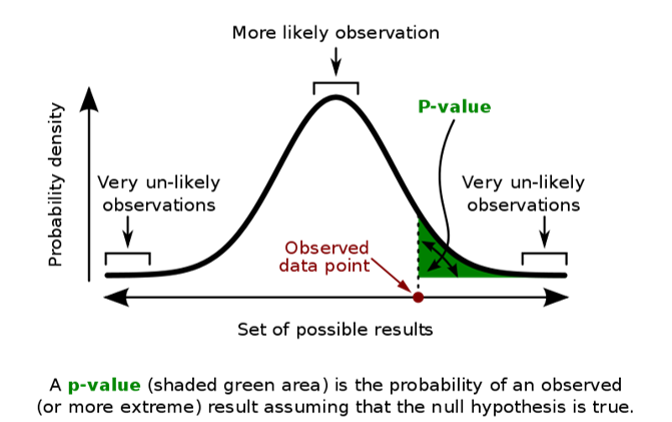 More likely observation
P-value
Probability density
Very un-likely
observations
Very un-likely
observations
Observed
data point
Set of possible results
A p-value (shaded green area) is the probability of an observed
(or more extreme) result assuming that the null hypothesis is true.